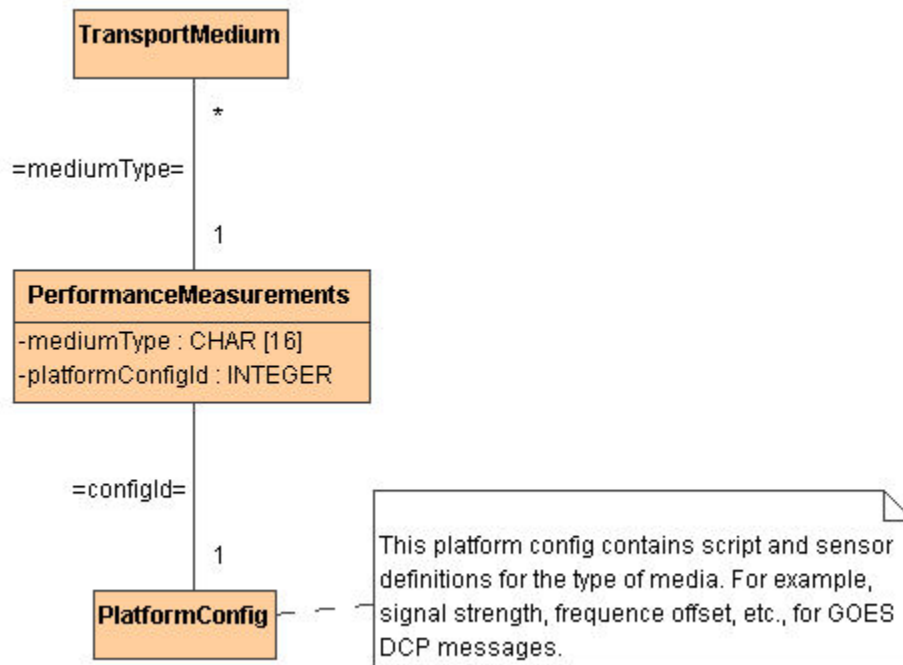 TransportMedium
*
=mediumType=
1
PerformanceMeasurements
-mediumType : CHAR [16]
-platformConfigId : INTEGER
=configId=
1
PlatformConfig
This platform config contains script and sensor
definitions for the type of media. For example,
signal strength, frequence offset, etc., for GOES
DCP messages.